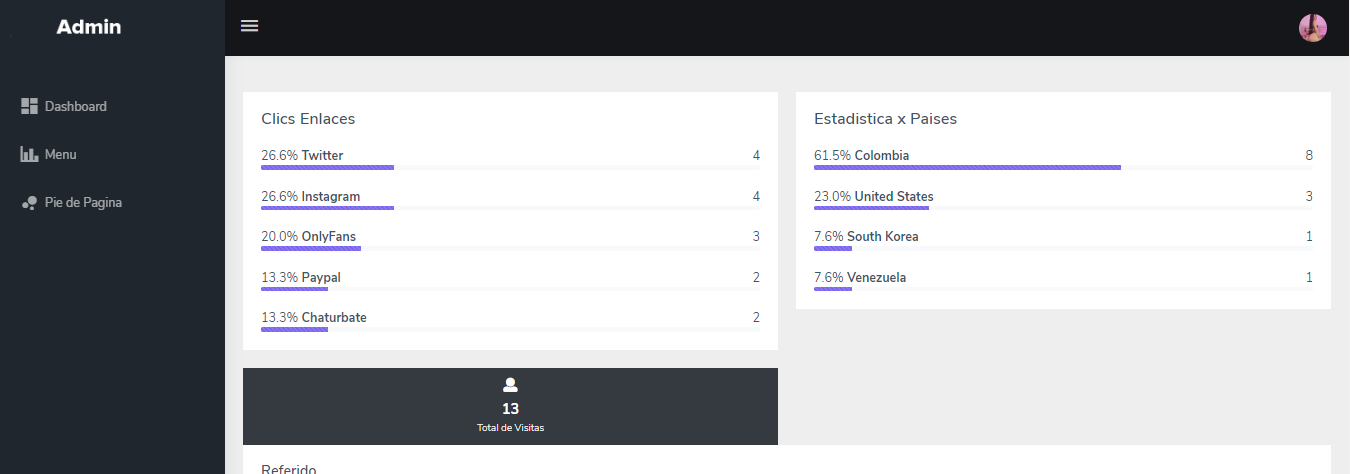 Admin
Dashboard
Menu
Pie de Pagina
Clics Enlaces
26.6% Twitter 4
26.6% Instagram 4
20.0% OnlyFans 3
13.3% Paypal 2
13.3% Chaturbate 2
Estadistica x Paises
61.5% Colombia 8
23.0% United States 3
7.6% South Korea 1
7.6% Venezuela 1
13
Total de Visitas
Referido